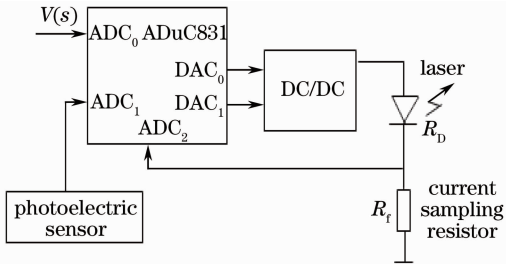 V(s)
ADC0 ADuC831
DAC0
DC/DC
laser
ADC1
DAC1
ADC2
RD
photoelectric
sensor
Rf
current
sampling
resistor